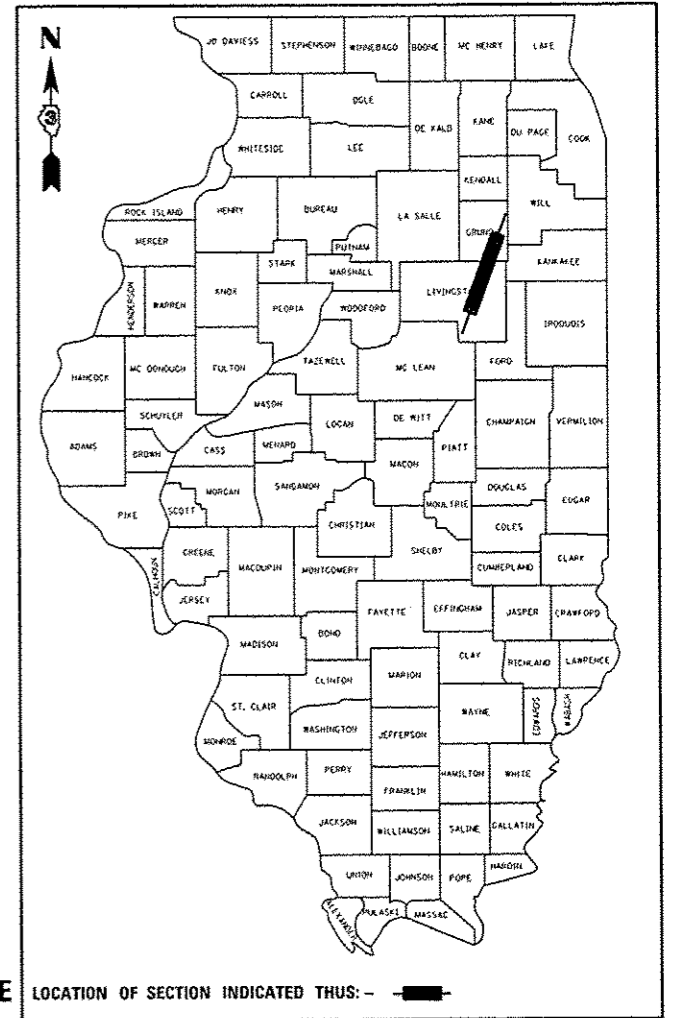 N
3
JO DAVIESS STEPHENSON WINNEBAGO BOONE MC HENRY LAKE
CARROLL OGLE DE KALB KANE DU PAGE COOK
WHITESIDE LEE
KENDALL WILL
ROCK ISLAND HENRY BUREAU LA SALLE
MERCER PUTNAM KANKAKEE
STARK MARSHALL
HENDERSON WARREN KNOX PEORIA WOODFORD IROQUOIS
HANCOCK MC DONOUGH FULTON TAZEWELL MC LEAN FORD
SCHUYLER MASON LOGAN DE WITT CHAMPAIGN VERMILION
ADAMS BROWN CASS MENARD MACON PIATT
PIKE SCOTT MORGAN SANGAMON CHRISTIAN MOULTRIE DOUGLAS EDGAR
COLES
GREENE MACOUPIN MONTGOMERY SHELBY CUMBERLAND CLARK
CALHOUN JERSEY FAYETTE EFFINGHAM JASPER CRAWFORD
MADISON BOND
CLAY RICHLAND LAWRENCE
CLINTON MARION
ST. CLAIR WASHINGTON WAYNE EDWARDS WABASH
MONROE JEFFERSON
RANDOLPH PERRY HAMILTON WHITE
FRANKLIN
JACKSON WILLIAMSON SALINE GALLATIN
UNION JOHNSON POPE HARDIN
ALEXANDER PULASKI MASSAC
E LOCATION OF SECTION INDICATED THUS: -